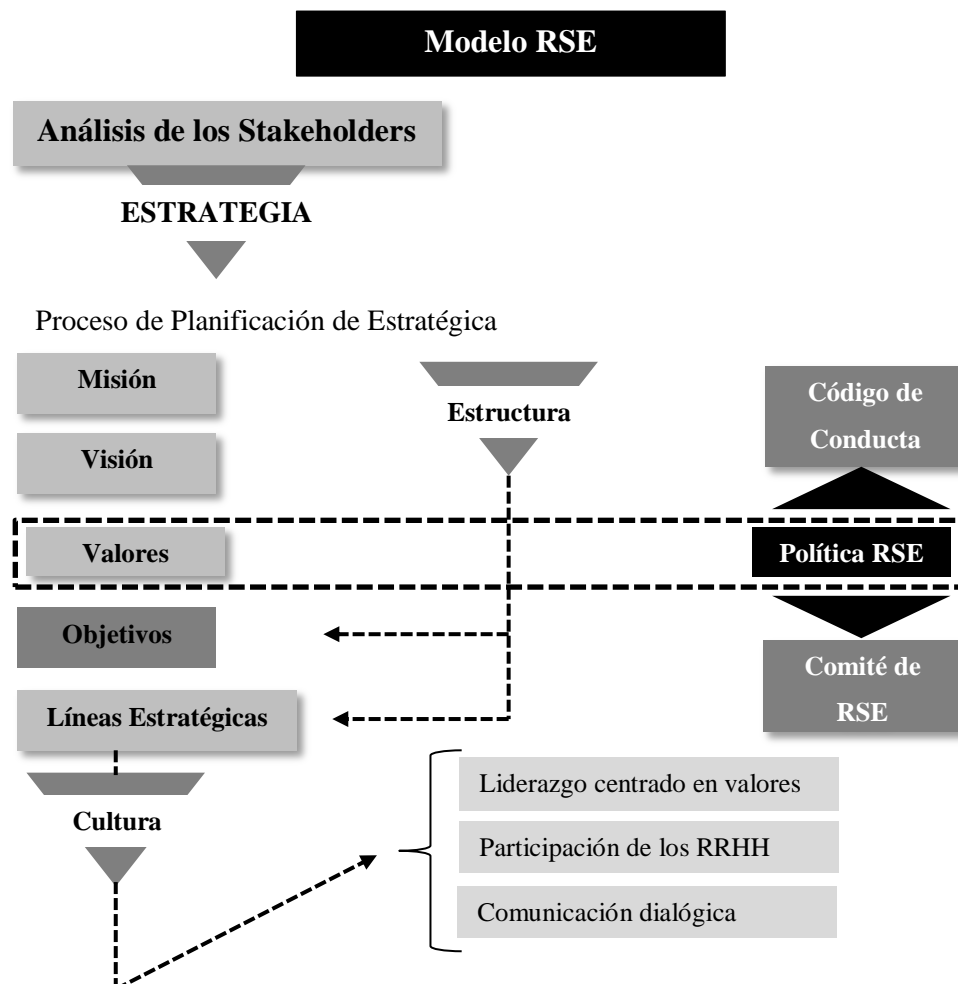 Modelo RSE
Análisis de los Stakeholders
ESTRATEGIA
Proceso de Planificación de Estratégica
Misión
Visión
Valores
Objetivos
Líneas Estratégicas
Cultura
Estructura
Código de
Conducta
Política RSE
Comité de
RSE
Liderazgo centrado en valores
Participación de los RRHH
Comunicación dialógica